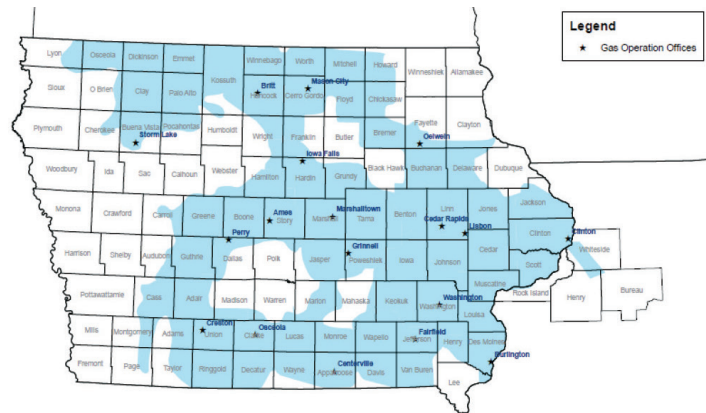 Legend
★ Gas Operation Offices
Lyon Osceola Dickinson Emmet Winnebago Worth Mitchell Howard Winneshiek Allamakee
Kossuth
Sioux O Brien Clay Palo Alto Britt Hancock Mason City Cerro Gordo Floyd Chickasaw
Fayette Clayton
Plymouth Cherokee Buena Vista Pocahontas Humboldt Wright Franklin Butler Bremer Oelwein
Storm Lake
Iowa Falls
Woodbury Ida Sac Calhoun Webster Hamilton Hardin Grundy Black Hawk Buchanan Delaware Dubuque
Monona Crawford Carroll Greene Boone Ames Story Marshalltown Marshall Tama Benton Linn Jones Jackson
Cedar Rapids Lisbon Clinton Clinton
Perry
Harrison Shelby Audubon Guthrie Dallas Polk Jasper Grinnell Poweshiek Iowa Johnson Cedar Scott Whiteside
Muscatine Rock Island Henry Bureau
Pottawattamie Cass Adair Madison Warren Marion Mahaska Keokuk Washington Washington Louisa
Mills Montgomery Adams Creston Union Osceola Clarke Lucas Monroe Wapello Fairfield Jefferson Henry Des Moines
Burlington
Fremont Page Taylor Ringgold Decatur Wayne Centerville Appanoose Davis Van Buren Lee